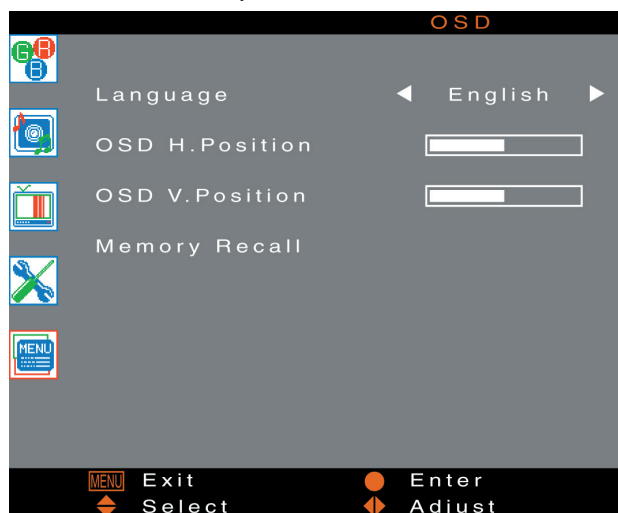 OSD
G R B
Language English
OSD H.Position
OSD V.Position
Memory Recall
MENU
MENU Exit Enter
Select Adjust